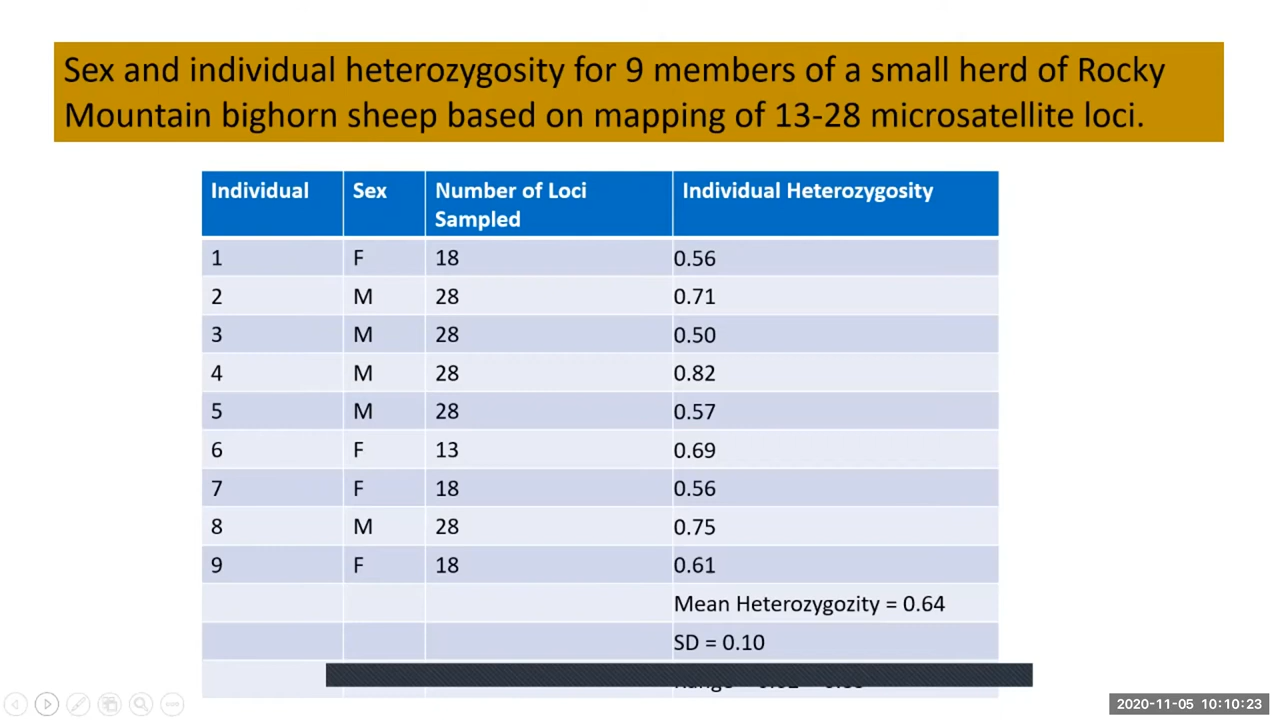 Sex and individual heterozygosity for 9 members of a small herd of Rocky
Mountain bighorn sheep based on mapping of 13-28 microsatellite loci.
Individual Sex Number of Loci Sampled Individual Heterozygosity
1 F 18 0.56
2 M 28 0.71
3 M 28 0.50
4 M 28 0.82
5 M 28 0.57
6 F 13 0.69
7 F 18 0.56
8 M 28 0.75
9 F 18 0.61
Mean Heterozygozity = 0.64
SD = 0.10
2020-11-05 10:10:23